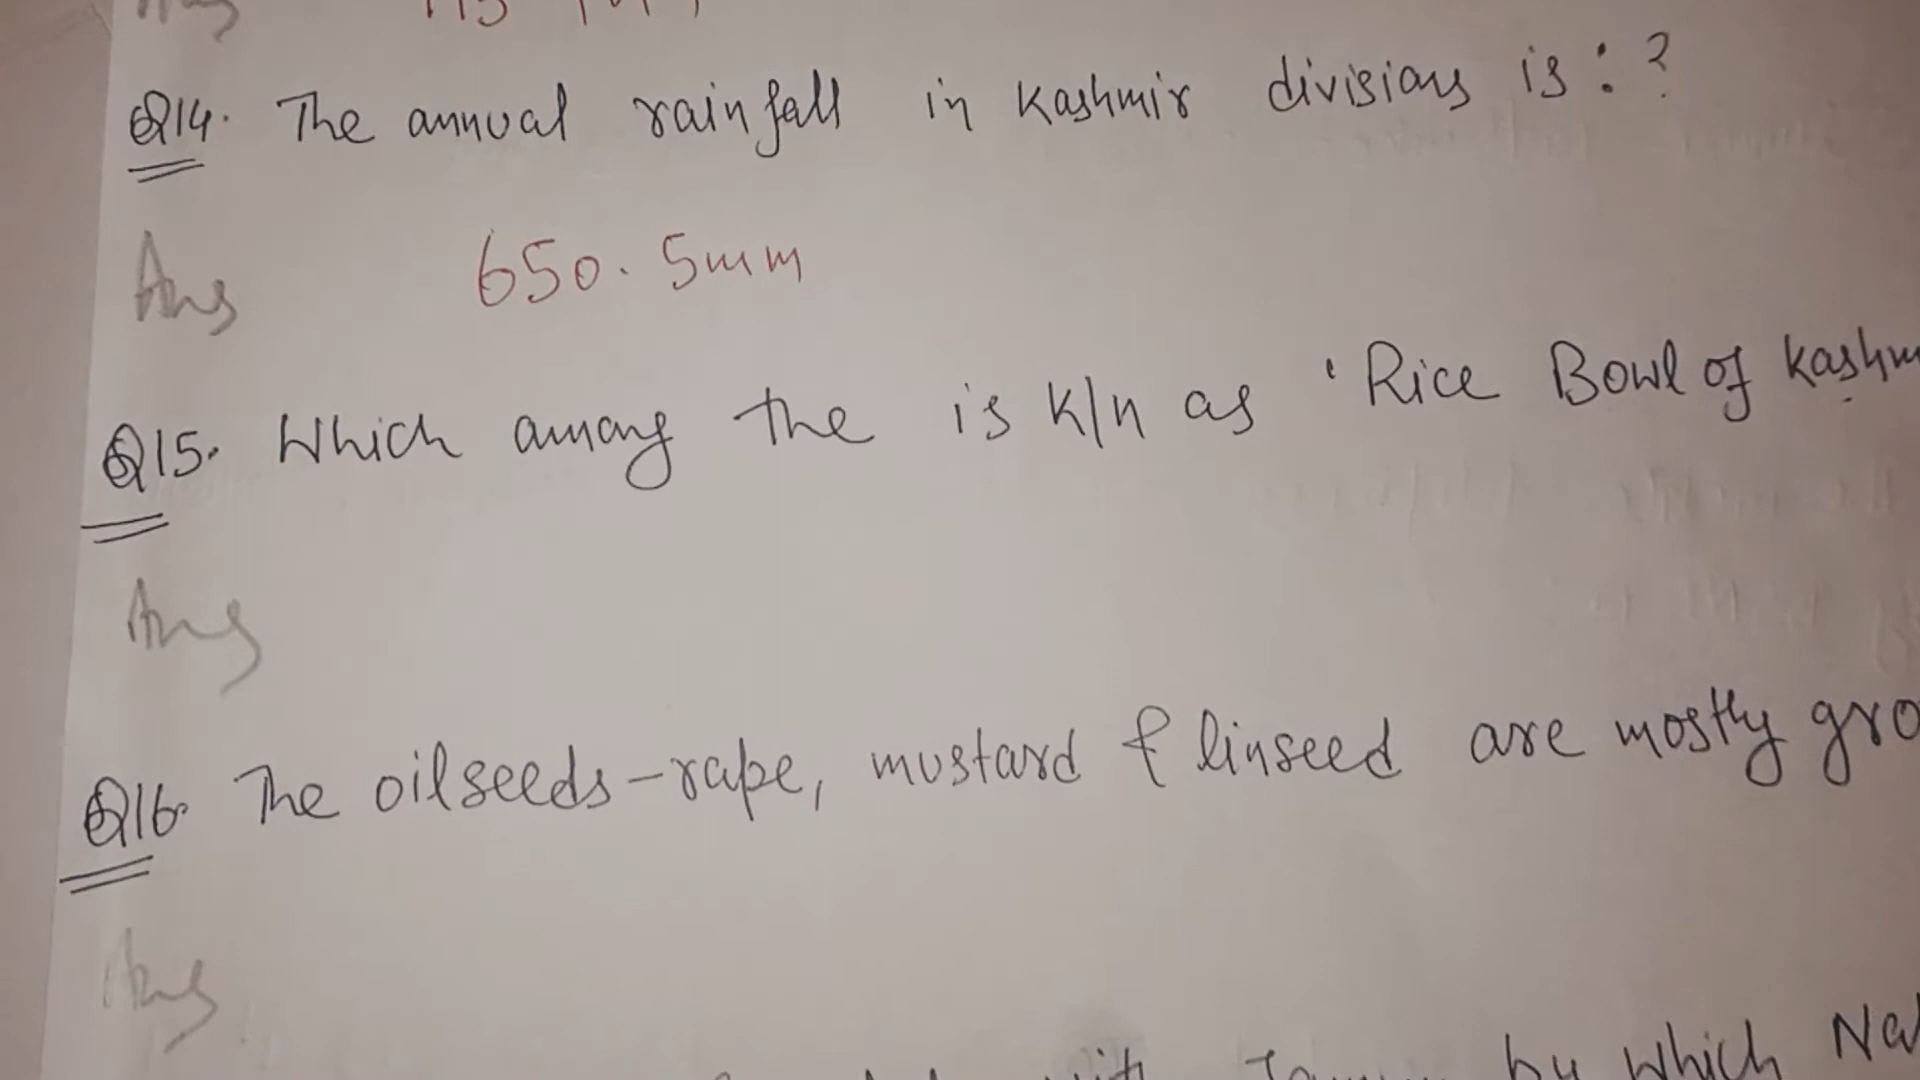 Q14. The annual rainfall in Kashmir divisions is : ?
Ans 650.5mm
Q15. Which among the is k/n as 'Rice Bowl of Kashm
Ans
Q16. The oilseeds-rape, mustard & linseed are mostly gro
Ans
by which Na